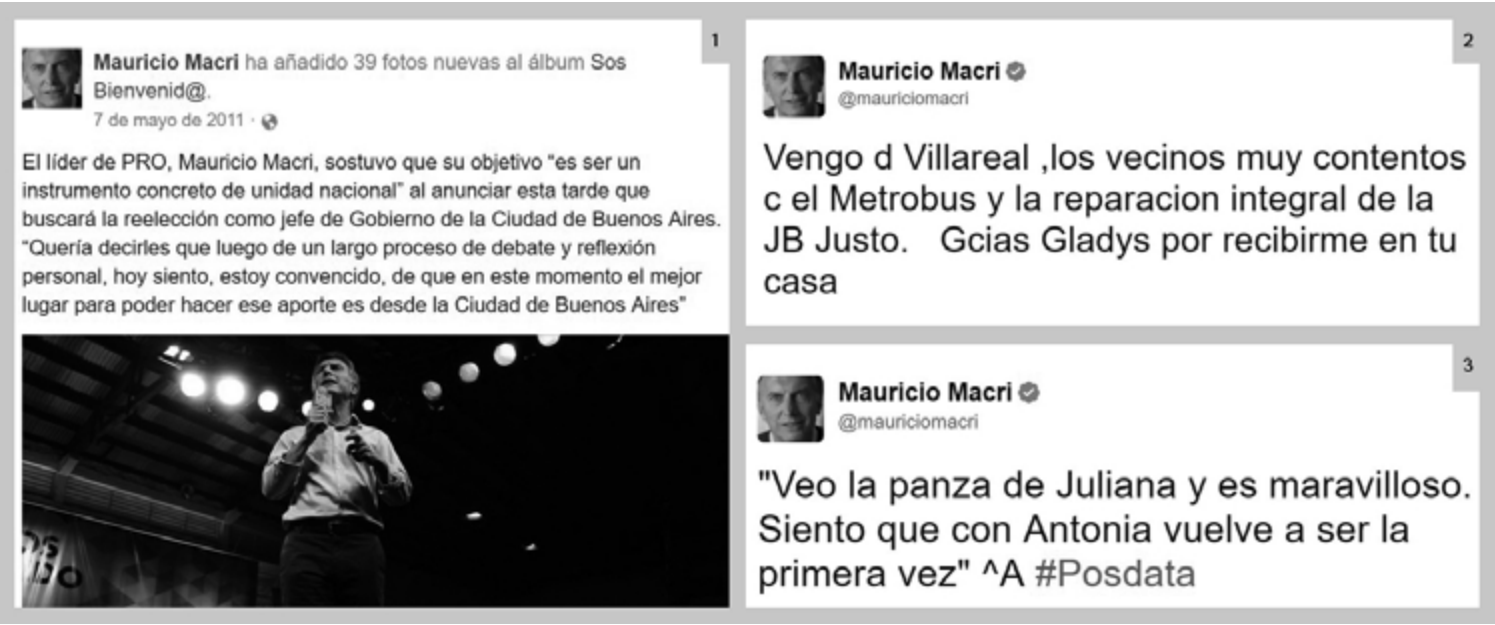 1
Mauricio Macri ha añadido 39 fotos nuevas al álbum Sos
Bienvenid@.
7 de mayo de 2011 ·
El líder de PRO, Mauricio Macri, sostuvo que su objetivo “es ser un
instrumento concreto de unidad nacional” al anunciar esta tarde que
buscará la reelección como jefe de Gobierno de la Ciudad de Buenos Aires.
“Quería decirles que luego de un largo proceso de debate y reflexión
personal, hoy siento, estoy convencido, de que en este momento el mejor
lugar para poder hacer ese aporte es desde la Ciudad de Buenos Aires”
2
Mauricio Macri
@mauriciomacri
Vengo d Villareal ,los vecinos muy contentos
c el Metrobus y la reparacion integral de la
JB Justo.   Gcias Gladys por recibirme en tu
casa
3
Mauricio Macri
@mauriciomacri
"Veo la panza de Juliana y es maravilloso.
Siento que con Antonia vuelve a ser la
primera vez" ^A #Posdata